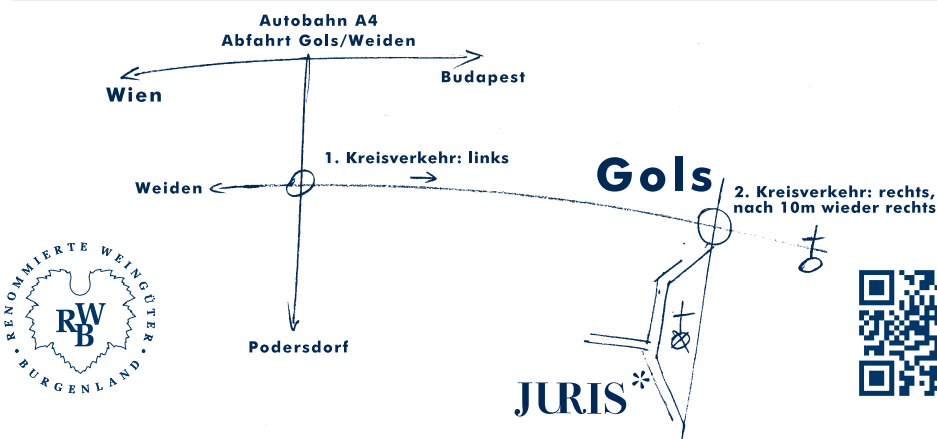 Autobahn A4
Abfahrt Gols/Weiden
Budapest
Wien
1. Kreisverkehr: links
Weiden
Gols
2. Kreisverkehr: rechts,
nach 10m wieder rechts
RENOMMIERTE WEINGÜTER
RWB
BURGENLAND
Podersdorf
JURIS*